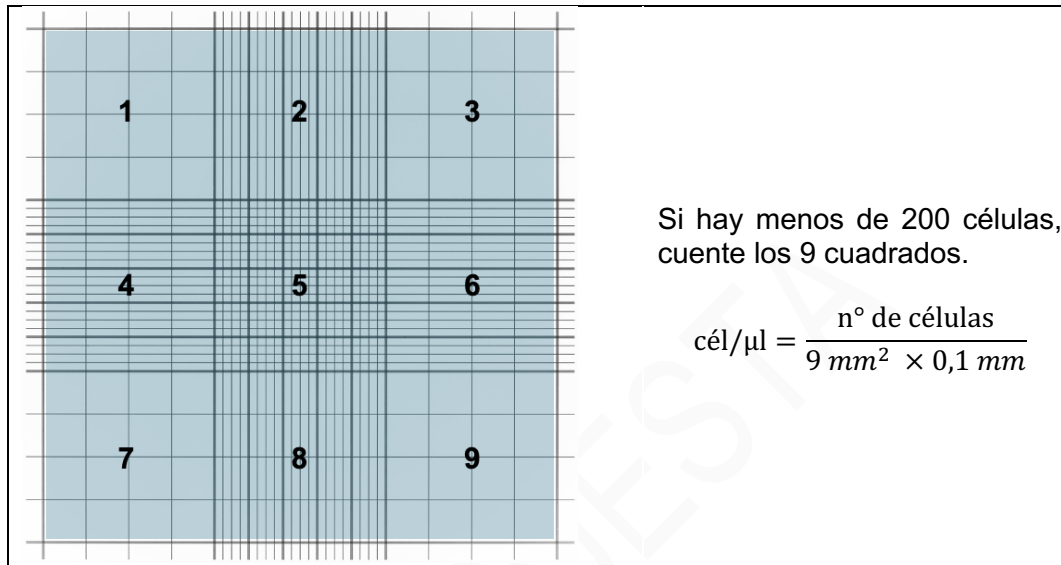 1 2 3
4 5 6
7 8 9
Si hay menos de 200 células,
cuente los 9 cuadrados.
cél/µl = n° de células / 9 mm² × 0,1 mm